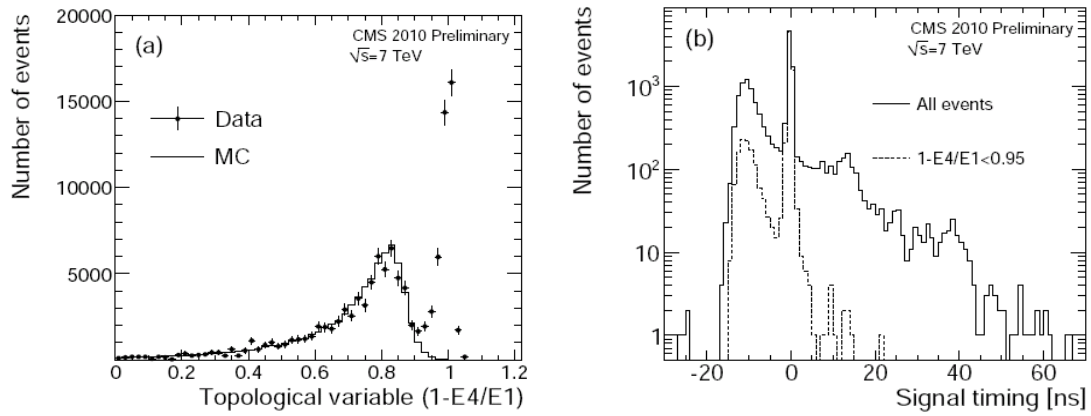 (a)
CMS 2010 Preliminary
√s=7 TeV
Data
MC
Number of events
20000
15000
10000
5000
0
0
0.2
0.4
0.6
0.8
1
1.2
Topological variable (1-E4/E1)
(b)
CMS 2010 Preliminary
√s=7 TeV
All events
1-E4/E1<0.95
Number of events
10³
10²
10
1
-20
0
20
40
60
Signal timing [ns]